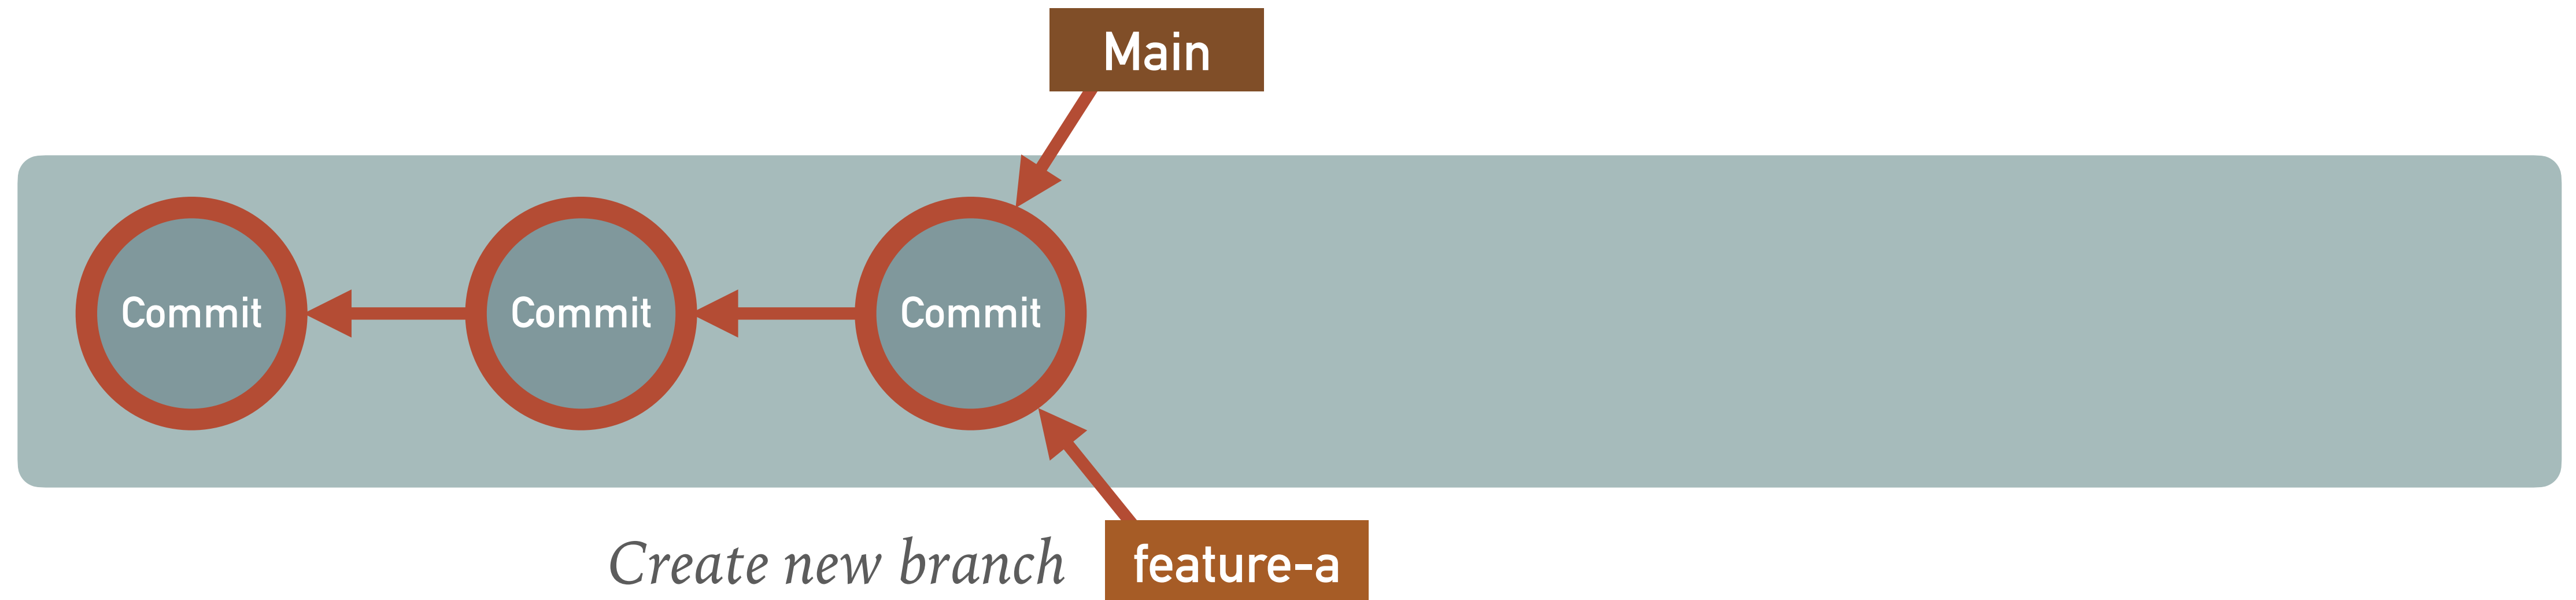 Main
Commit
Commit
Commit
Create new branch
feature-a